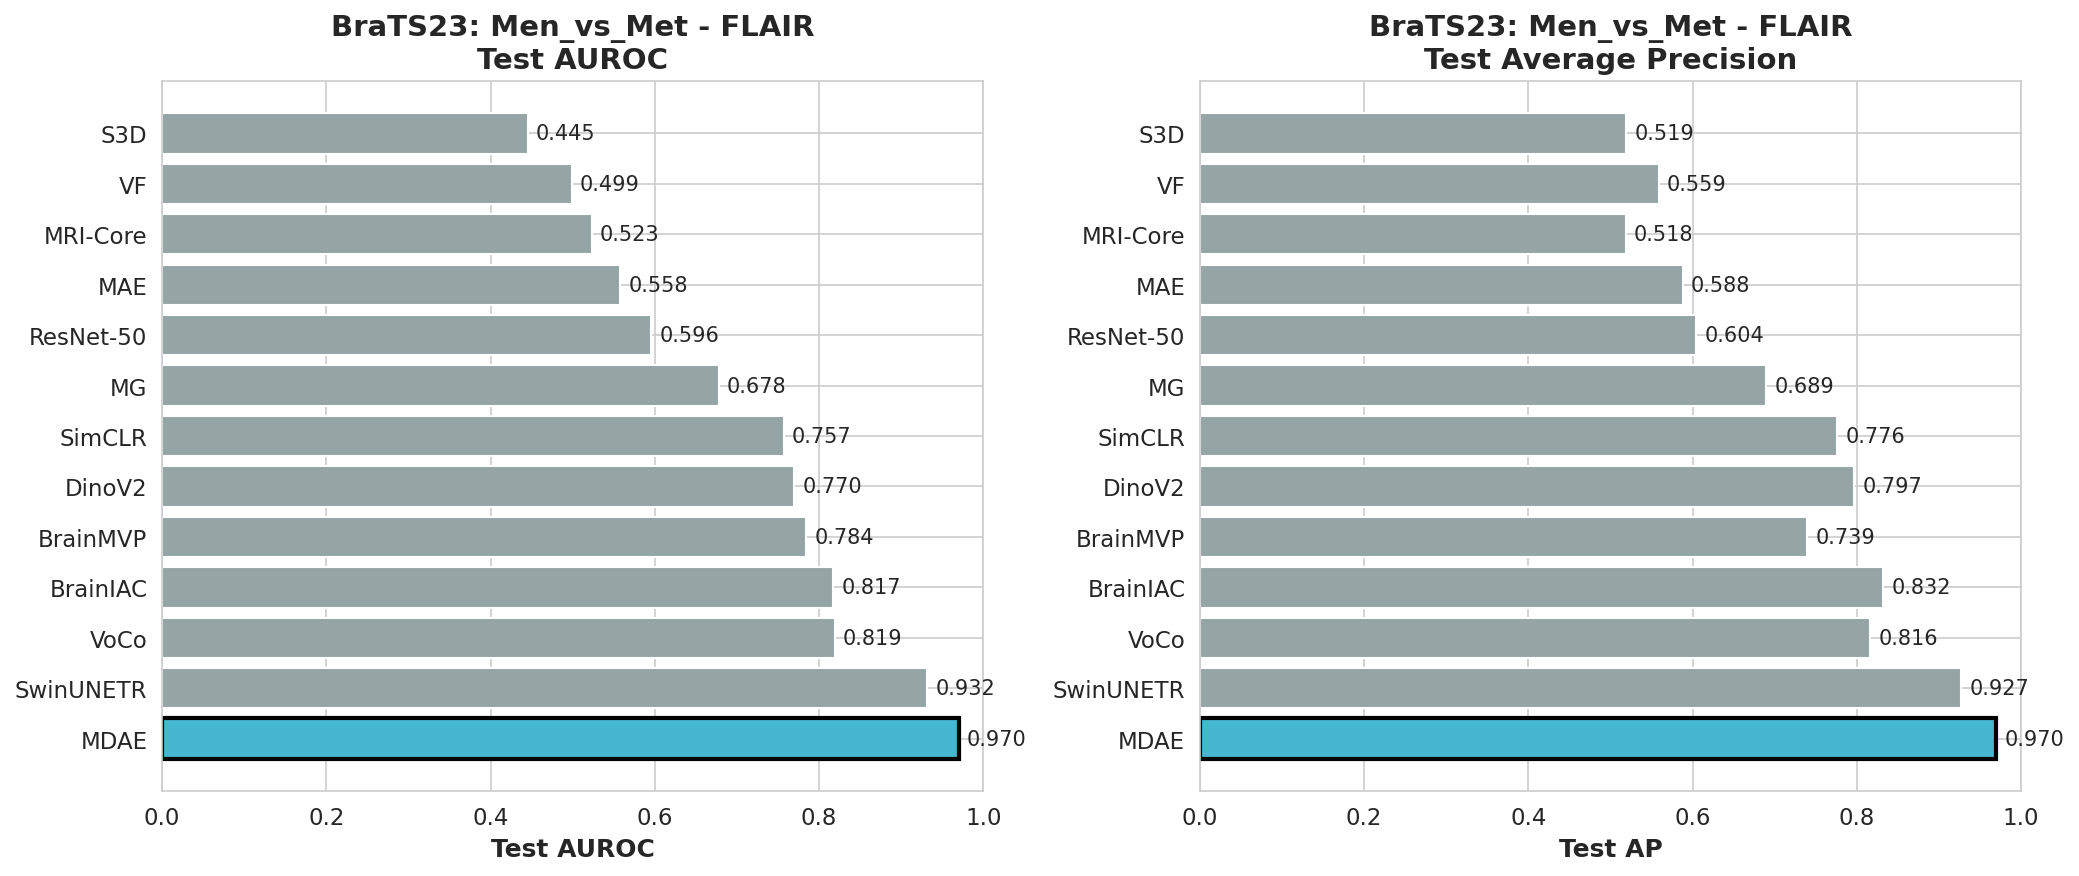 BraTS23: Men_vs_Met - FLAIR
Test AUROC
S3D 0.445
VF 0.499
MRI-Core 0.523
MAE 0.558
ResNet-50 0.596
MG 0.678
SimCLR 0.757
DinoV2 0.770
BrainMVP 0.784
BrainIAC 0.817
VoCo 0.819
SwinUNETR 0.932
MDAE 0.970
0.0 0.2 0.4 0.6 0.8 1.0
Test AUROC
BraTS23: Men_vs_Met - FLAIR
Test Average Precision
S3D 0.519
VF 0.559
MRI-Core 0.518
MAE 0.588
ResNet-50 0.604
MG 0.689
SimCLR 0.776
DinoV2 0.797
BrainMVP 0.739
BrainIAC 0.832
VoCo 0.816
SwinUNETR 0.927
MDAE 0.970
0.0 0.2 0.4 0.6 0.8 1.0
Test AP